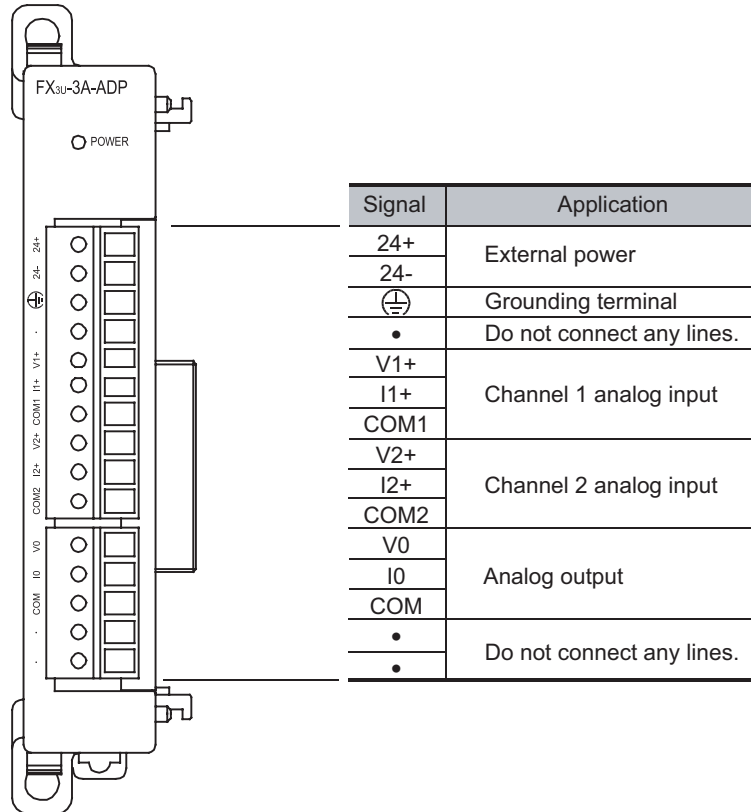 FX3U-3A-ADP
POWER
24+
24-
⏚
·
V1+
I1+
COM1
V2+
I2+
COM2
V0
I0
COM
·
·
Signal Application
24+ External power
24-
⏚ Grounding terminal
• Do not connect any lines.
V1+
I1+ Channel 1 analog input
COM1
V2+
I2+ Channel 2 analog input
COM2
V0
I0 Analog output
COM
• Do not connect any lines.
•